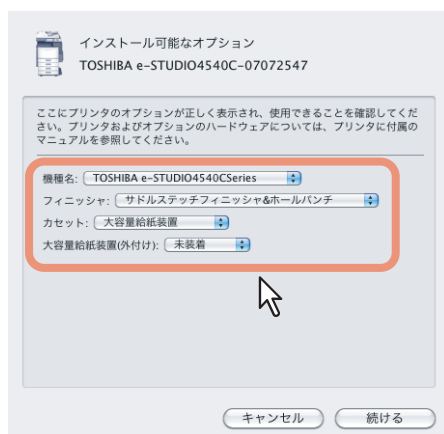 インストール可能なオプション
TOSHIBA e-STUDIO4540C-07072547
ここにプリンタのオプションが正しく表示され、使用できることを確認してくだ
さい。プリンタおよびオプションのハードウェアについては、プリンタに付属の
マニュアルを参照してください。
機種名: TOSHIBA e-STUDIO4540CSeries
フィニッシャ: サドルステッチフィニッシャ&ホールパンチ
カセット: 大容量給紙装置
大容量給紙装置(外付け): 未装着
キャンセル 続ける